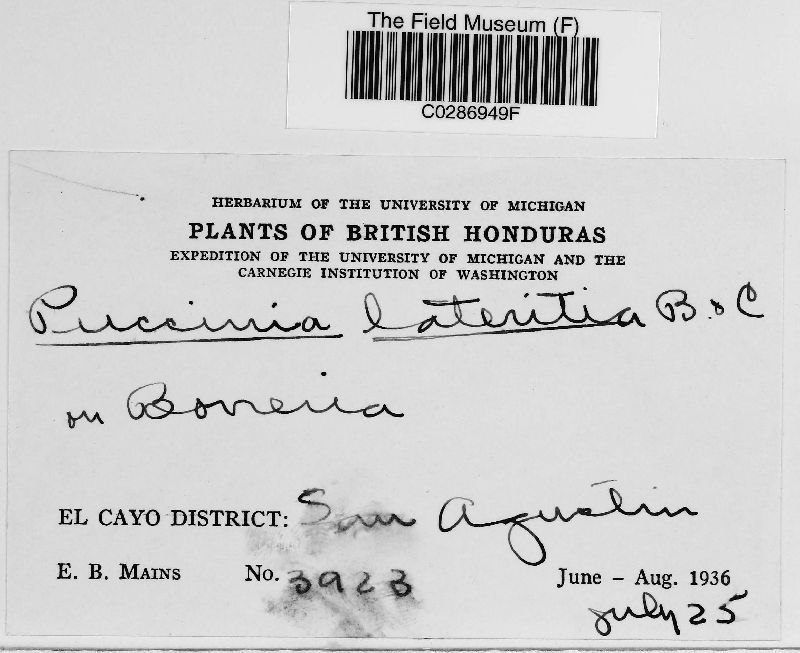 The Field Museum (F)
C0286949F
HERBARIUM OF THE UNIVERSITY OF MICHIGAN
PLANTS OF BRITISH HONDURAS
EXPEDITION OF THE UNIVERSITY OF MICHIGAN AND THE
CARNEGIE INSTITUTION OF WASHINGTON
Puccinia lateritia B & C
on Borreria
EL CAYO DISTRICT: San Agustin
E. B. MAINS No. 3923 June – Aug. 1936
July 25